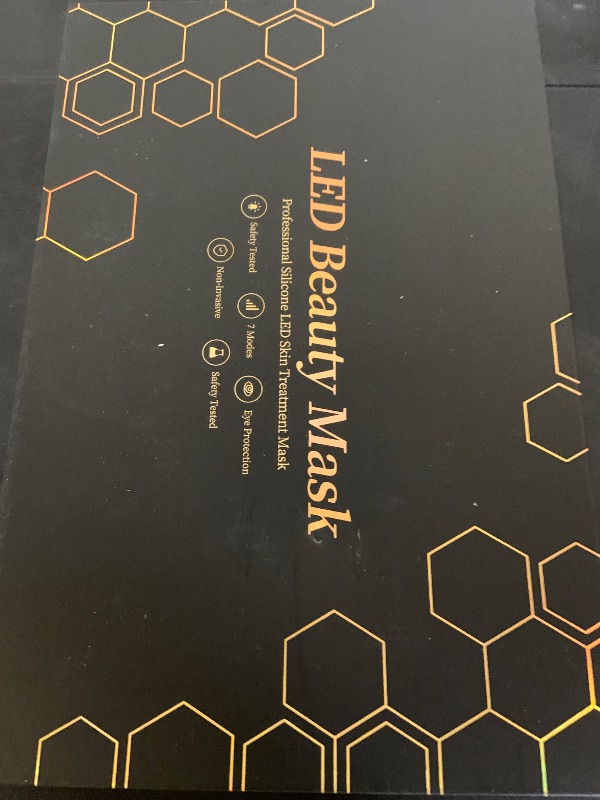 LED Beauty Mask
Professional Silicone LED Skin Treatment Mask
Safety Tested 7 Modes Eye Protection
Non-Invasive Safety Tested